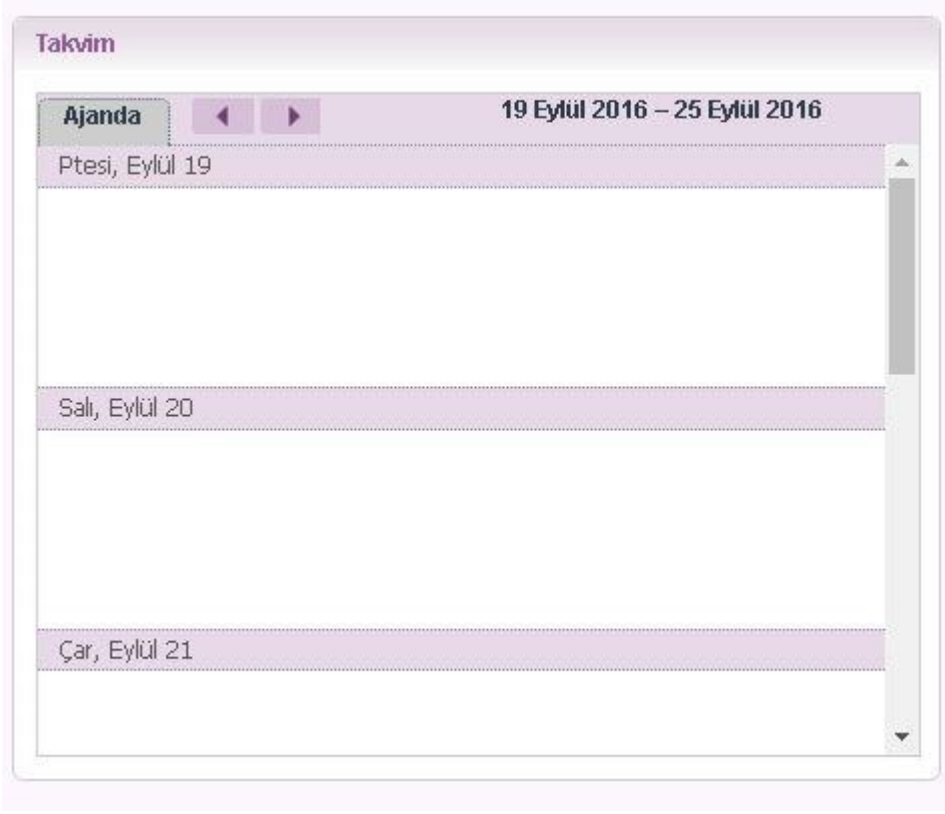 Takvim
Ajanda
19 Eylül 2016 – 25 Eylül 2016
Ptesi, Eylül 19
Salı, Eylül 20
Çar, Eylül 21